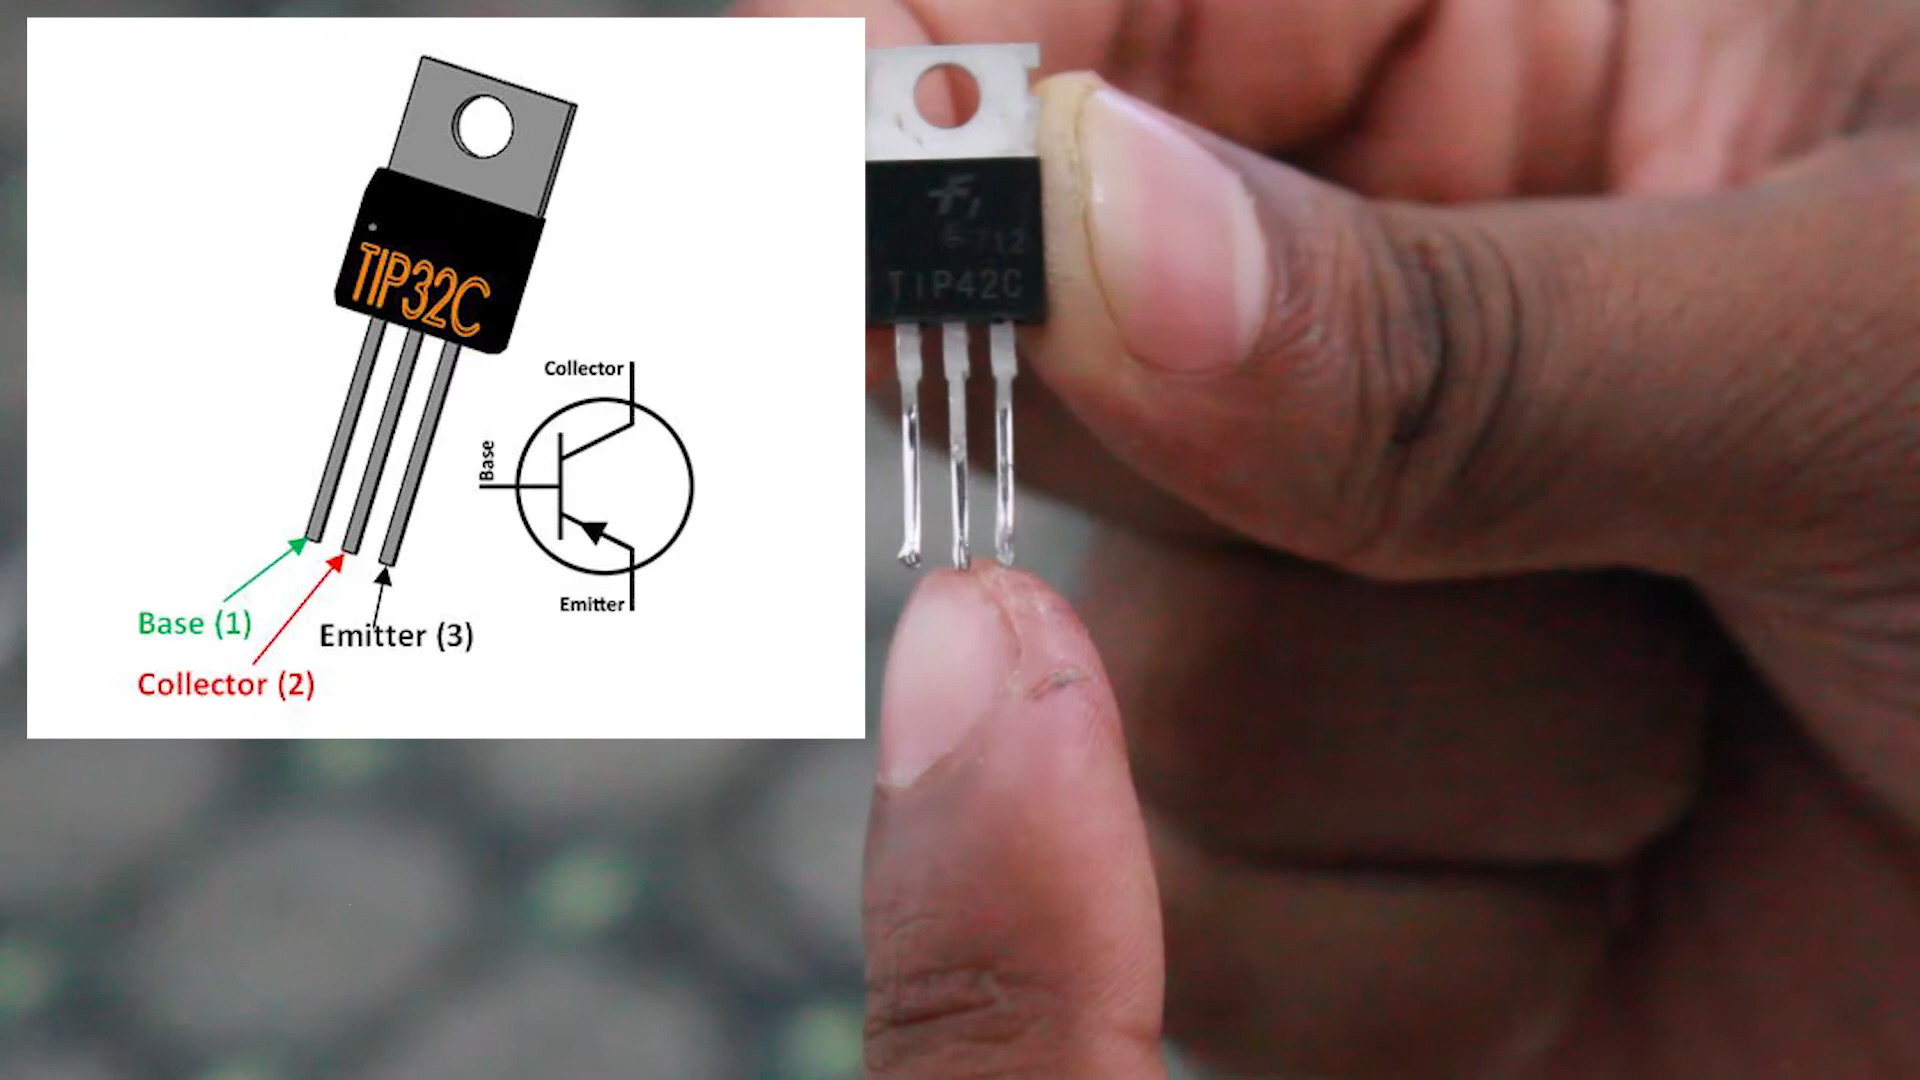 TIP32C
Collector
Base
Emitter
Base (1)
Emitter (3)
Collector (2)
TIP42C